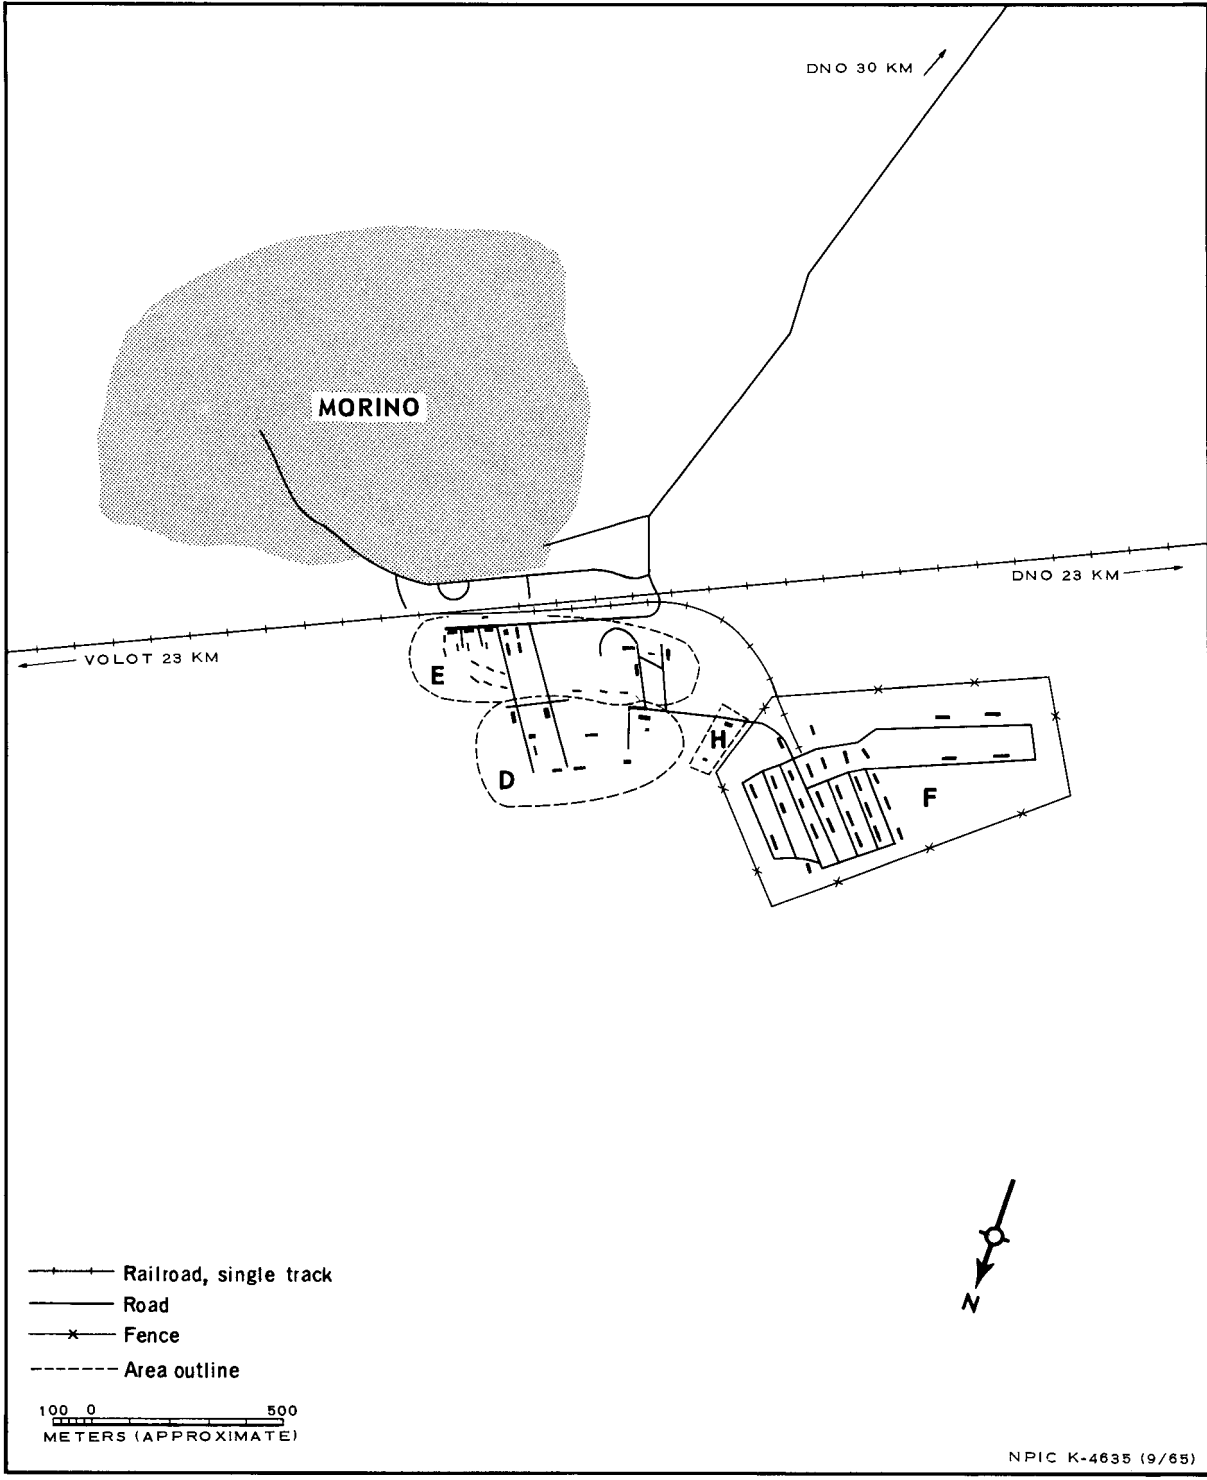 DNO 30 KM
MORINO
DNO 23 KM
VOLOT 23 KM
E
H
D
F
N
Railroad, single track
Road
Fence
Area outline
100 0 500
METERS (APPROXIMATE)
NPIC K-4635 (9/65)